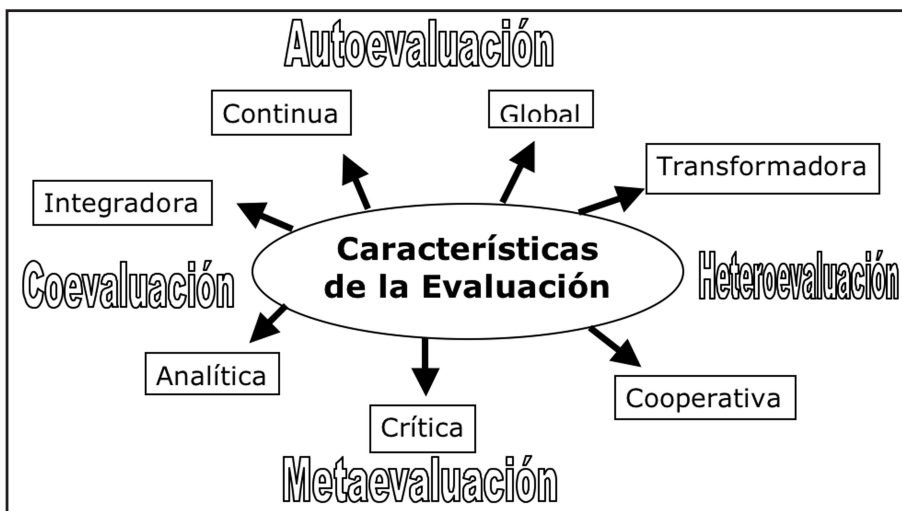 Autoevaluación
Continua
Global
Transformadora
Integradora
Características
de la Evaluación
Coevaluación
Heteroevaluación
Analítica
Cooperativa
Crítica
Metaevaluación